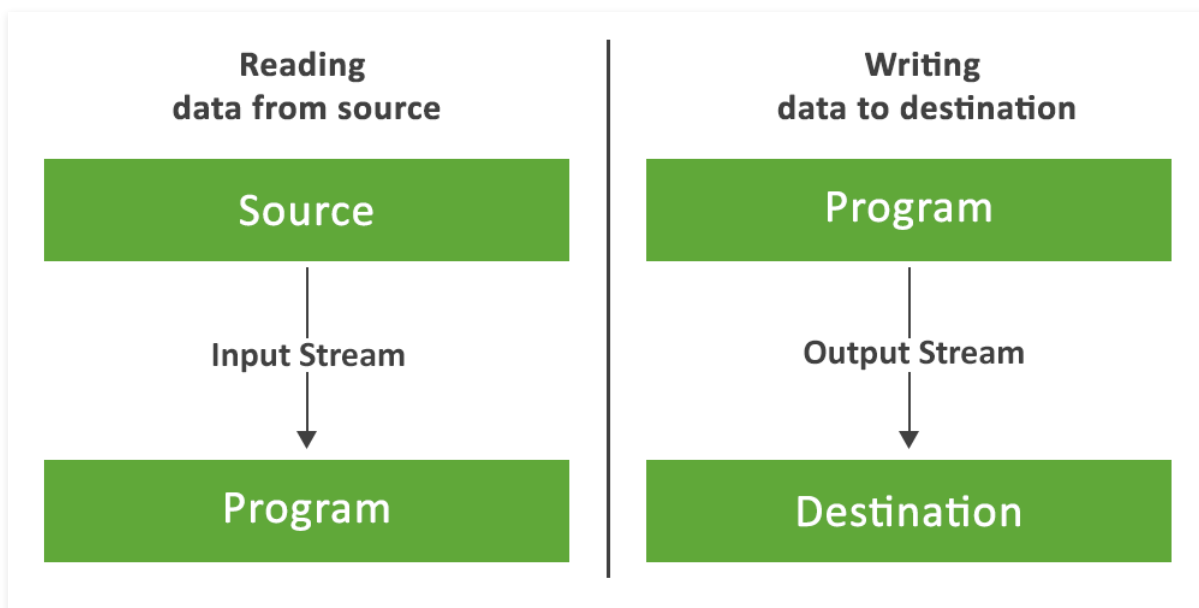 Reading
data from source
Source
Input Stream
Program
Writing
data to destination
Program
Output Stream
Destination